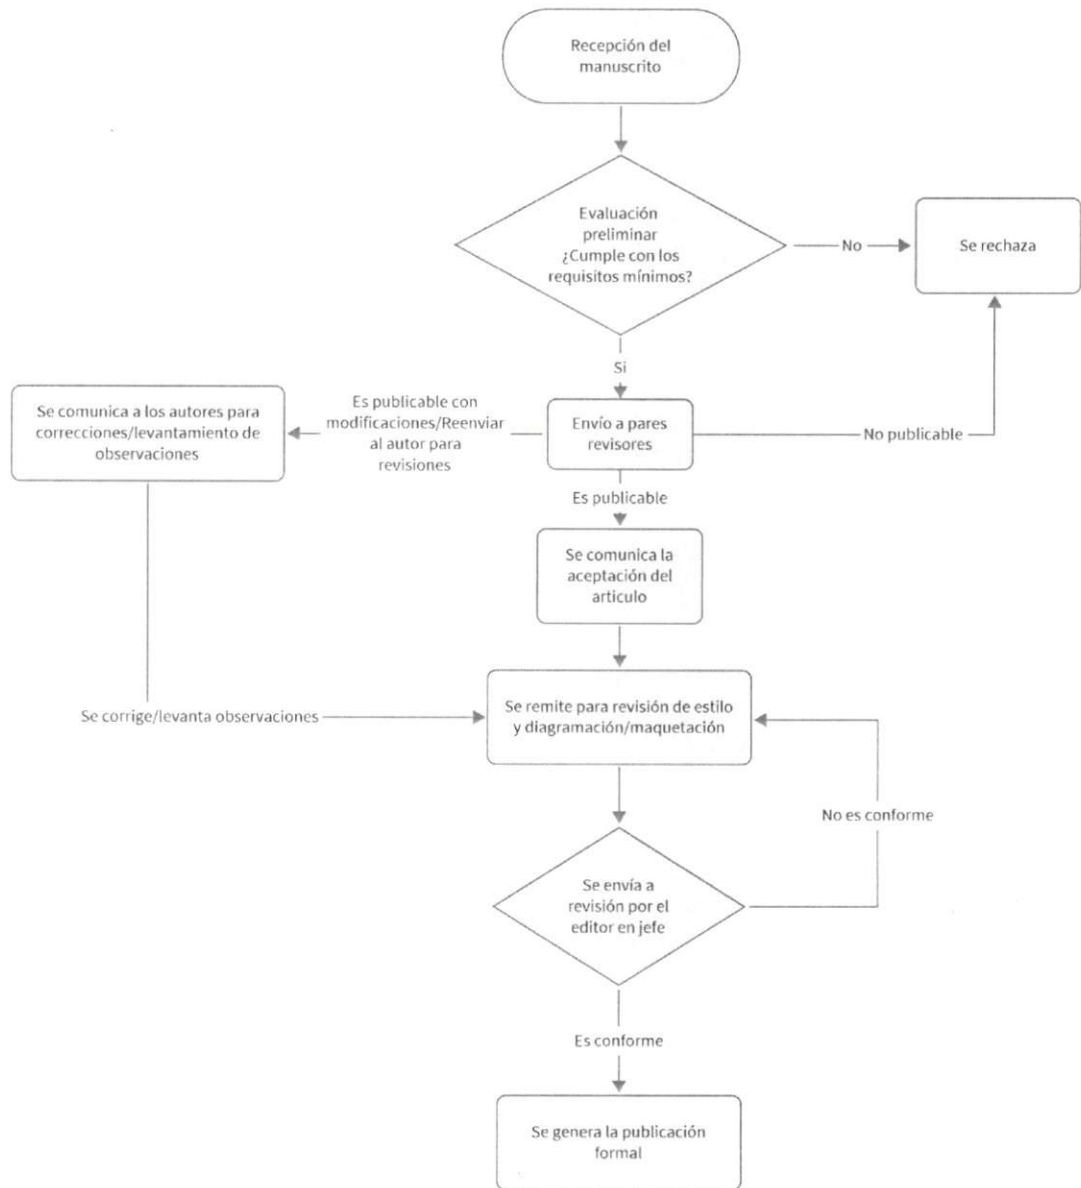 Recepción del
manuscrito
Evaluación
preliminar
¿Cumple con los
requisitos mínimos?
No
Se rechaza
Si
Se comunica a los autores para
correcciones/levantamiento de
observaciones
Es publicable con
modificaciones/Reenviar
al autor para
revisiones
Envío a pares
revisores
No publicable
Es publicable
Se comunica la
aceptación del
articulo
Se corrige/levanta observaciones
Se remite para revisión de estilo
y diagramación/maquetación
No es conforme
Se envía a
revisión por el
editor en jefe
Es conforme
Se genera la publicación
formal